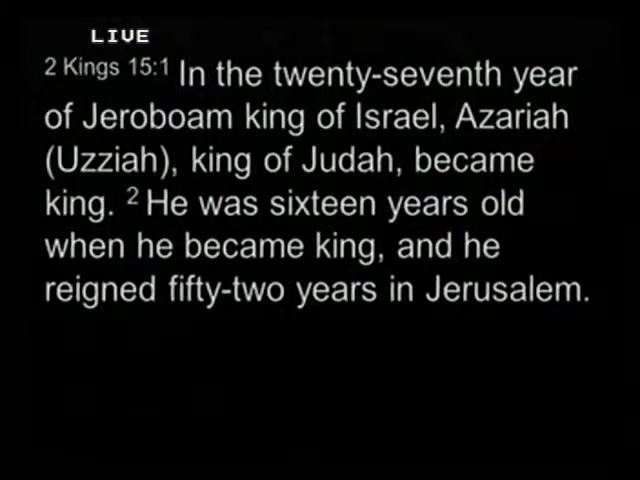 LIVE
2 Kings 15:1 In the twenty-seventh year
of Jeroboam king of Israel, Azariah
(Uzziah), king of Judah, became
king. 2 He was sixteen years old
when he became king, and he
reigned fifty-two years in Jerusalem.